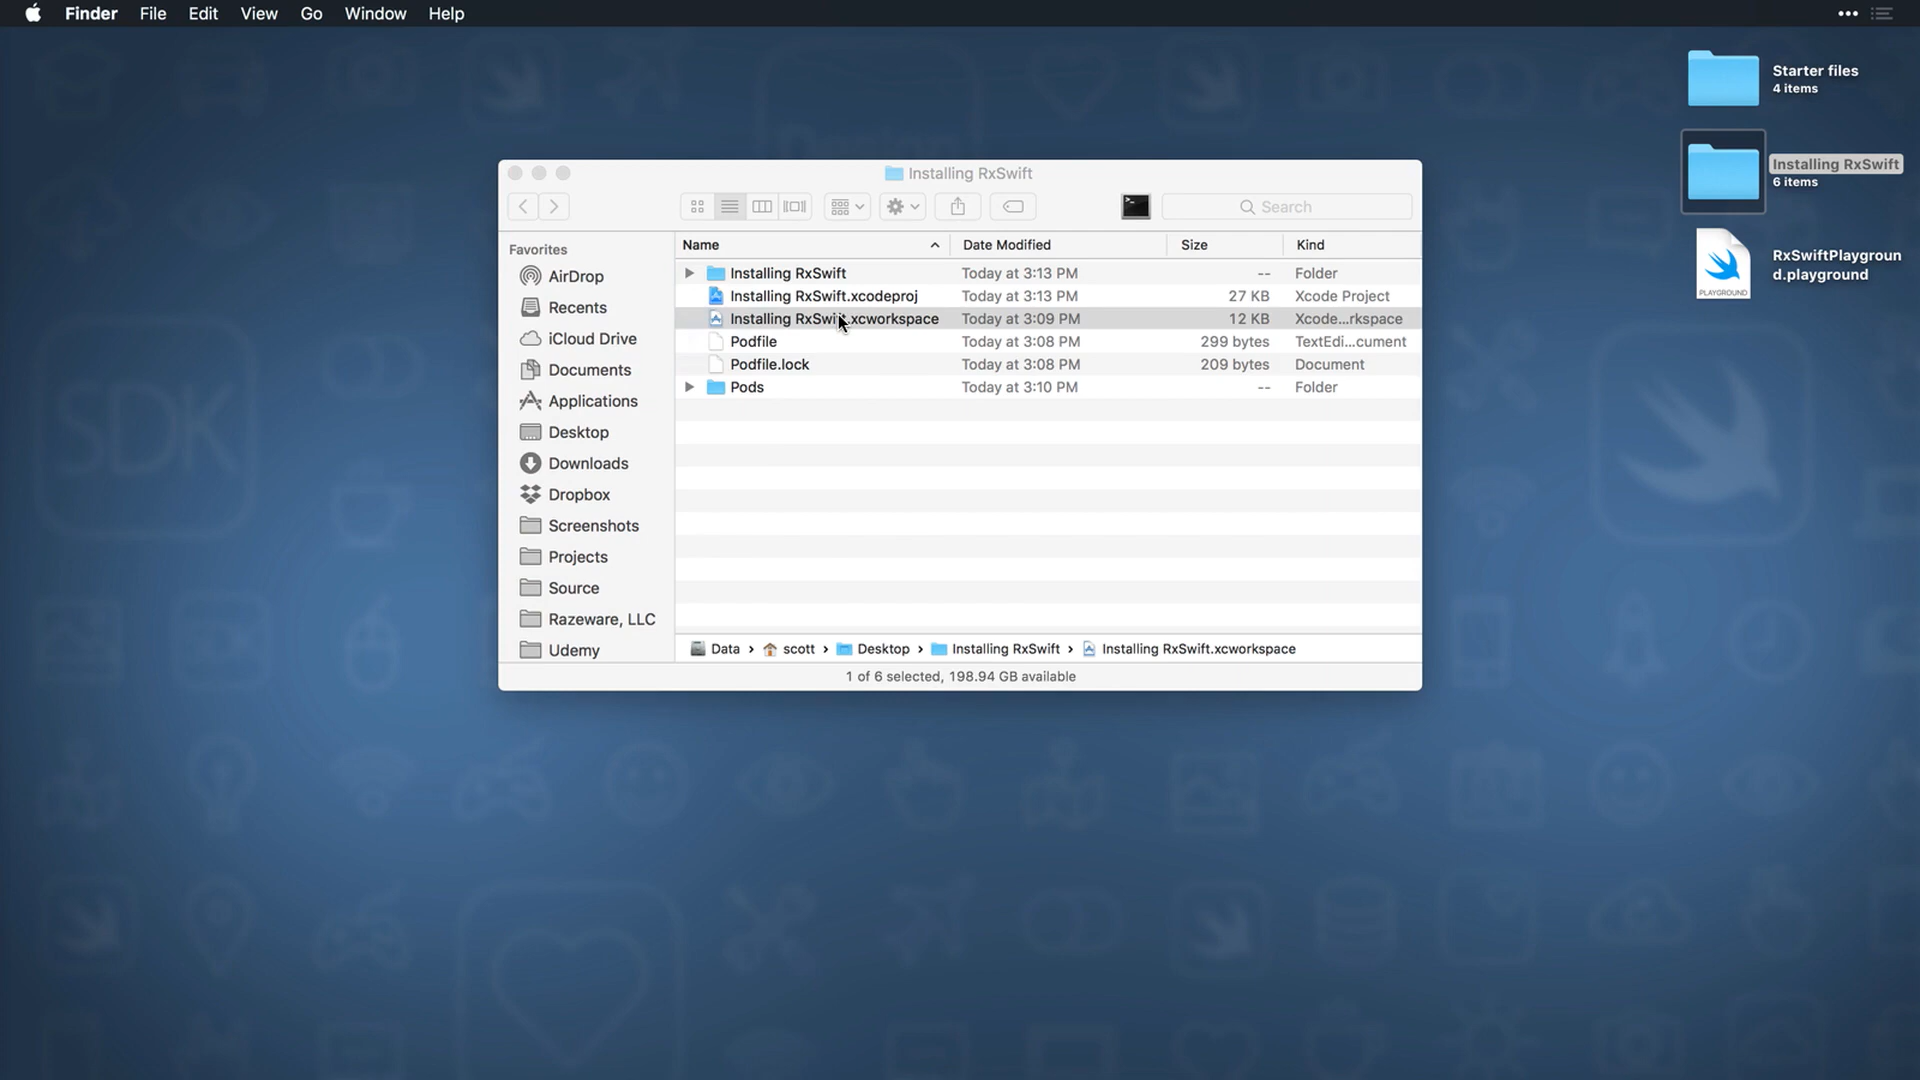 Finder File Edit View Go Window Help
Starter files
4 items
Installing RxSwift
6 items
RxSwiftPlaygroun
d.playground
PLAYGROUND
Installing RxSwift
Search
Favorites
AirDrop
Recents
iCloud Drive
Documents
Applications
Desktop
Downloads
Dropbox
Screenshots
Projects
Source
Razeware, LLC
Udemy
Name Date Modified Size Kind
Installing RxSwift Today at 3:13 PM -- Folder
Installing RxSwift.xcodeproj Today at 3:13 PM 27 KB Xcode Project
Installing RxSwift.xcworkspace Today at 3:09 PM 12 KB Xcode...rkspace
Podfile Today at 3:08 PM 299 bytes TextEdi...cument
Podfile.lock Today at 3:08 PM 209 bytes Document
Pods Today at 3:10 PM -- Folder
Data › scott › Desktop › Installing RxSwift › Installing RxSwift.xcworkspace
1 of 6 selected, 198.94 GB available
SDK
Design